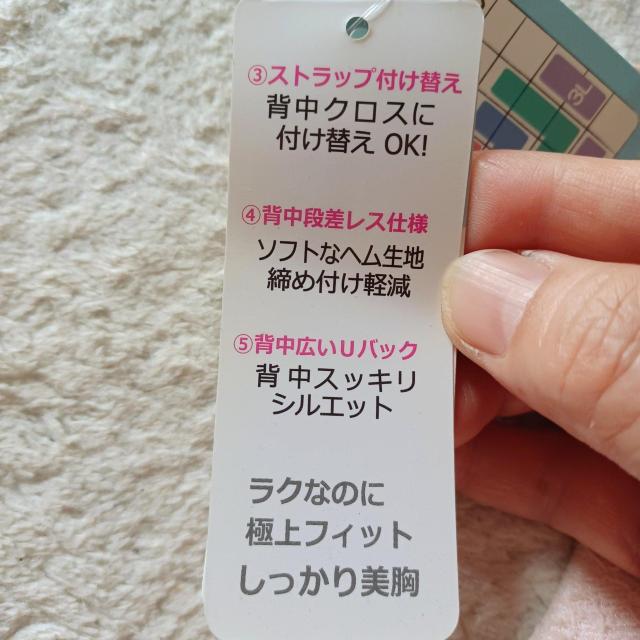 ③ストラップ付け替え
背中クロスに
付け替え OK!
④背中段差レス仕様
ソフトなヘム生地
締め付け軽減
⑤背中広いUバック
背中スッキリ
シルエット
ラクなのに
極上フィット
しっかり美胸